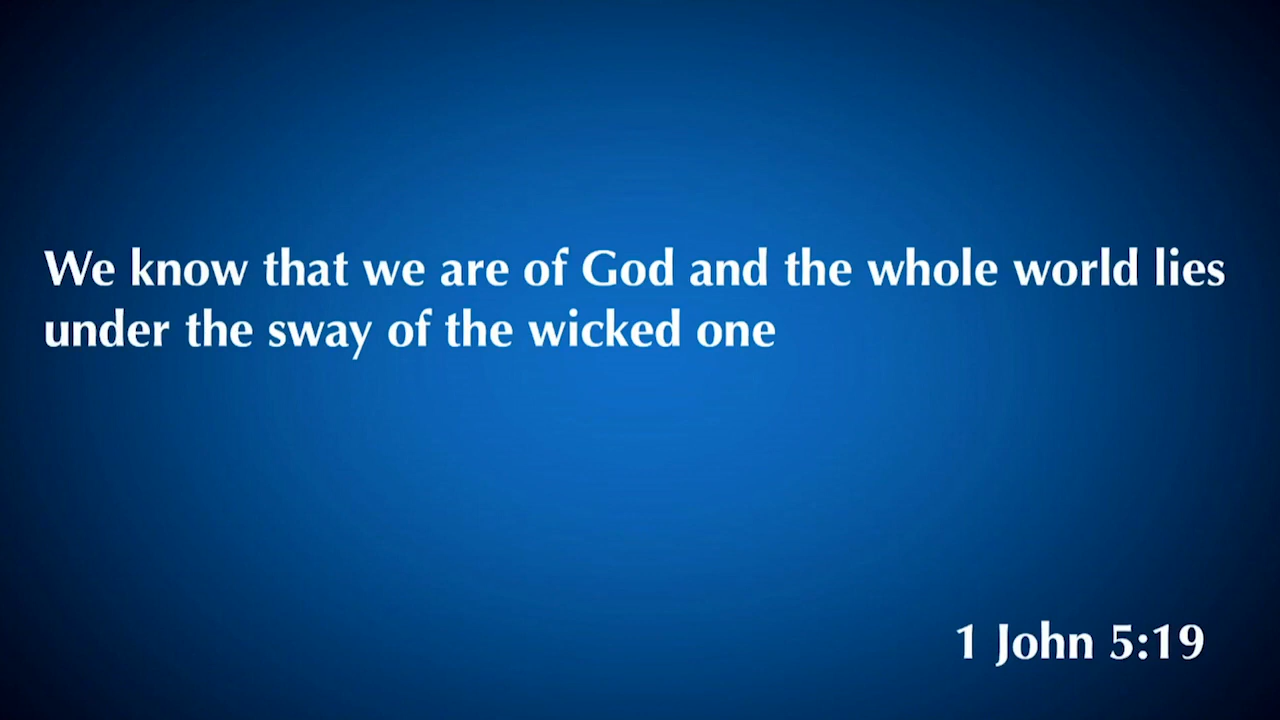 We know that we are of God and the whole world lies
under the sway of the wicked one
1 John 5:19